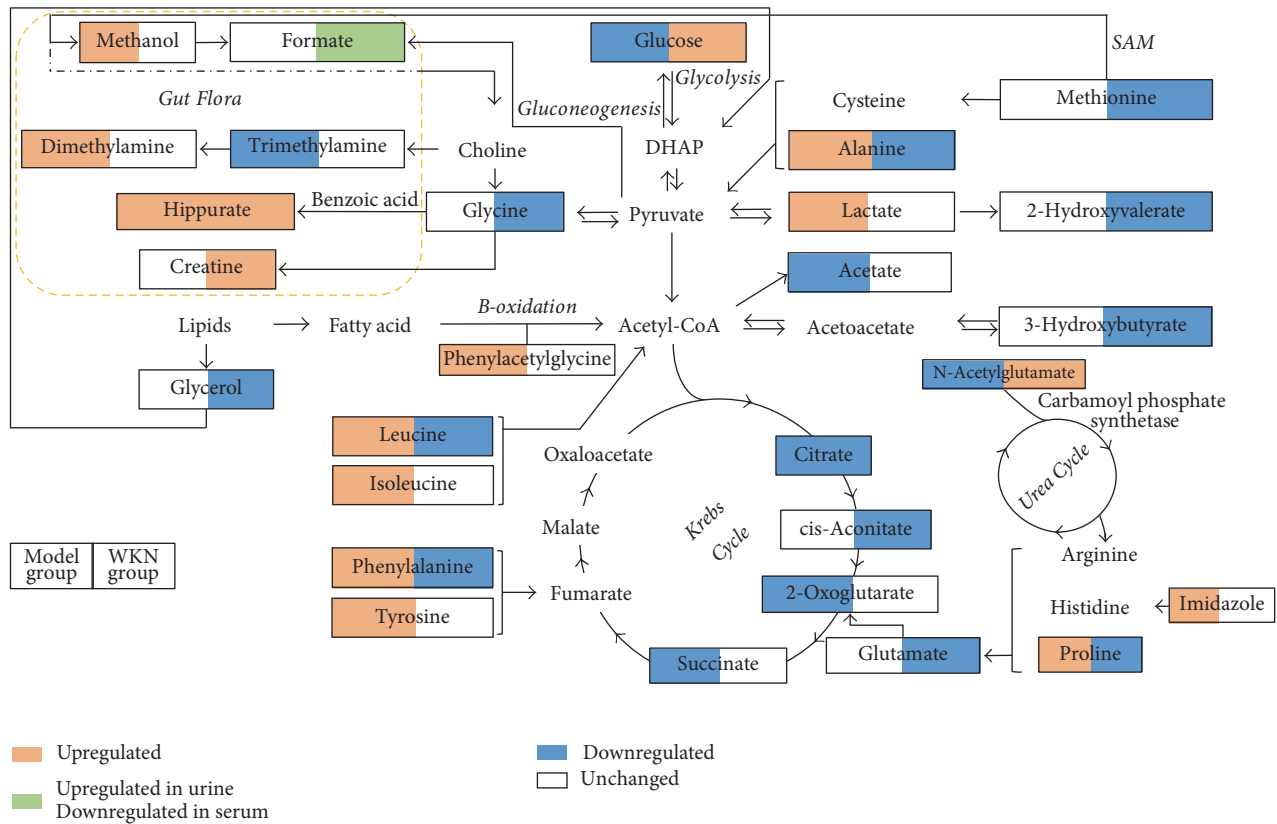 Methanol
Formate
Glucose
SAM
Glycolysis
Gut Flora
Gluconeogenesis
Cysteine
Methionine
Dimethylamine
Trimethylamine
Choline
DHAP
Alanine
Hippurate
Benzoic acid
Glycine
Pyruvate
Lactate
2-Hydroxyvalerate
Creatine
Acetate
B-oxidation
Lipids
Fatty acid
Acetyl-CoA
Acetoacetate
3-Hydroxybutyrate
Phenylacetylglycine
N-Acetylglutamate
Glycerol
Carbamoyl phosphate
synthetase
Leucine
Oxaloacetate
Citrate
Isoleucine
Urea Cycle
Krebs
Cycle
Malate
cis-Aconitate
Model
group
WKN
group
Arginine
Phenylalanine
Fumarate
2-Oxoglutarate
Tyrosine
Histidine
Imidazole
Succinate
Glutamate
Proline
Upregulated
Downregulated
Unchanged
Upregulated in urine
Downregulated in serum